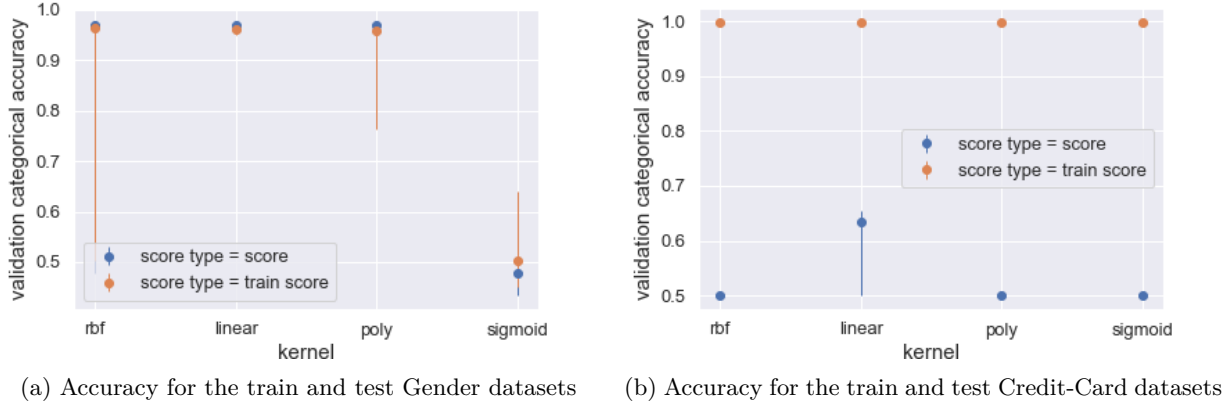 validation categorical accuracy
1.0
0.9
0.8
0.7
0.6
0.5
score type = score
score type = train score
rbf
linear
poly
sigmoid
kernel
(a) Accuracy for the train and test Gender datasets
validation categorical accuracy
1.0
0.9
0.8
0.7
0.6
0.5
score type = score
score type = train score
rbf
linear
poly
sigmoid
kernel
(b) Accuracy for the train and test Credit-Card datasets